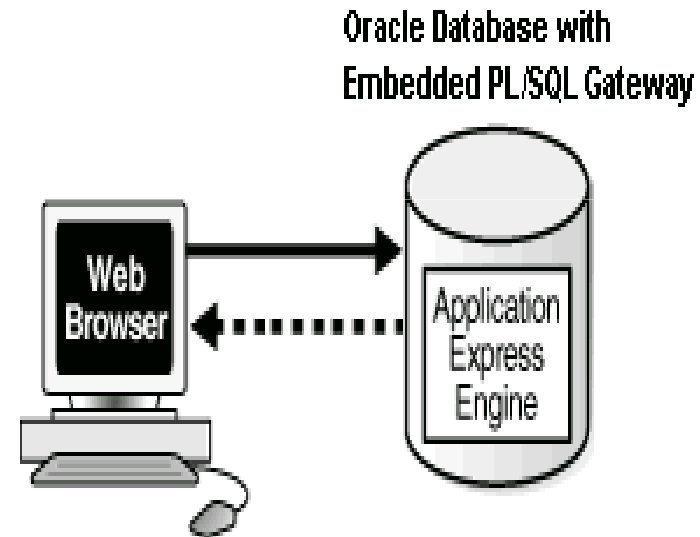 Oracle Database with
Embedded PL/SQL Gateway
Web
Browser
Application
Express
Engine